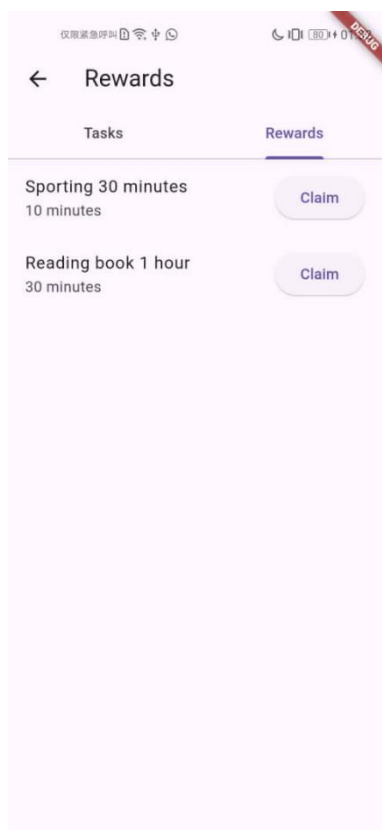 仅限紧急呼叫
80
DEBUG
Rewards
Tasks
Rewards
Sporting 30 minutes
10 minutes
Claim
Reading book 1 hour
30 minutes
Claim